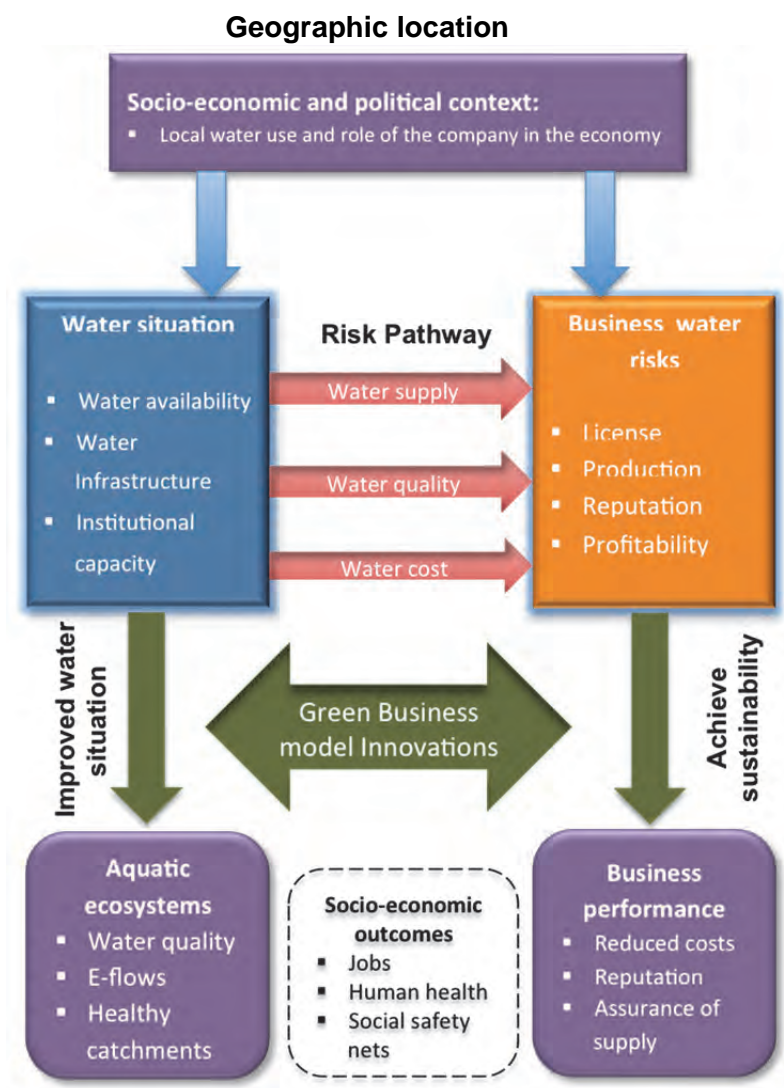 Geographic location
Socio-economic and political context:
▪ Local water use and role of the company in the economy
Water situation
▪ Water availability
▪ Water
Infrastructure
▪ Institutional
capacity
Risk Pathway
Water supply
Water quality
Water cost
Business water
risks
▪ License
▪ Production
▪ Reputation
▪ Profitability
Improved water
situation
Green Business
model Innovations
Achieve
sustainability
Aquatic
ecosystems
▪ Water quality
▪ E-flows
▪ Healthy
catchments
Socio-economic
outcomes
▪ Jobs
▪ Human health
▪ Social safety
nets
Business
performance
▪ Reduced costs
▪ Reputation
▪ Assurance of
supply